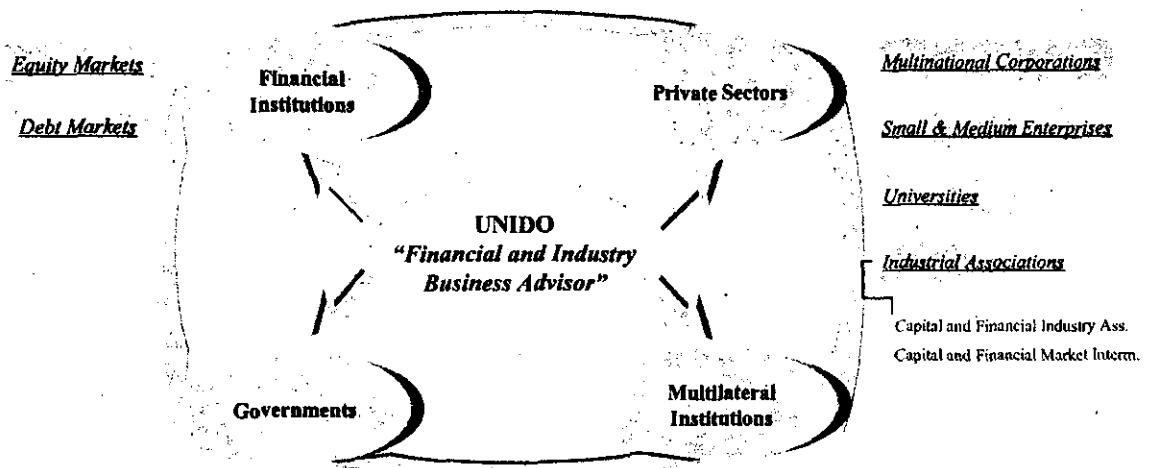 Equity Markets
Debt Markets
Financial
Institutions
Private Sectors
Multinational Corporations
Small & Medium Enterprises
Universities
Industrial Associations
Capital and Financial Industry Ass.
Capital and Financial Market Interm.
UNIDO
“Financial and Industry
Business Advisor”
Governments
Multilateral
Institutions